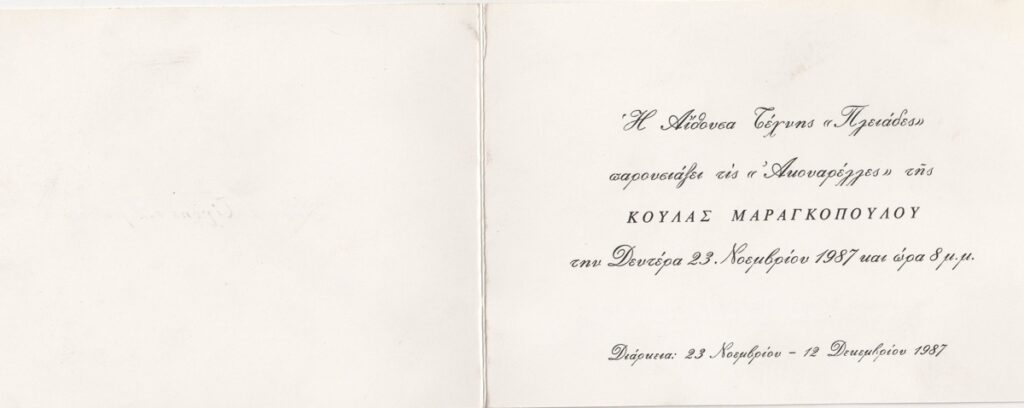 Ἡ Αἴθουσα Τέχνης «Πλειάδες»
παρουσιάζει τίς «Ἀκουαρέλλες» τῆς
ΚΟΥΛΑΣ ΜΑΡΑΓΚΟΠΟΥΛΟΥ
την Δευτέρα 23. Νοεμβρίου 1987 και ώρα 8 μ.μ.
Διάρκεια: 23 Νοεμβρίου - 12 Δεκεμβρίου 1987